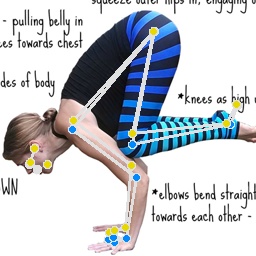 squeeze outer hips in, engaging
- pulling belly in
towards chest
des of body
*knees as high
WN
*elbows bend straight
towards each other -